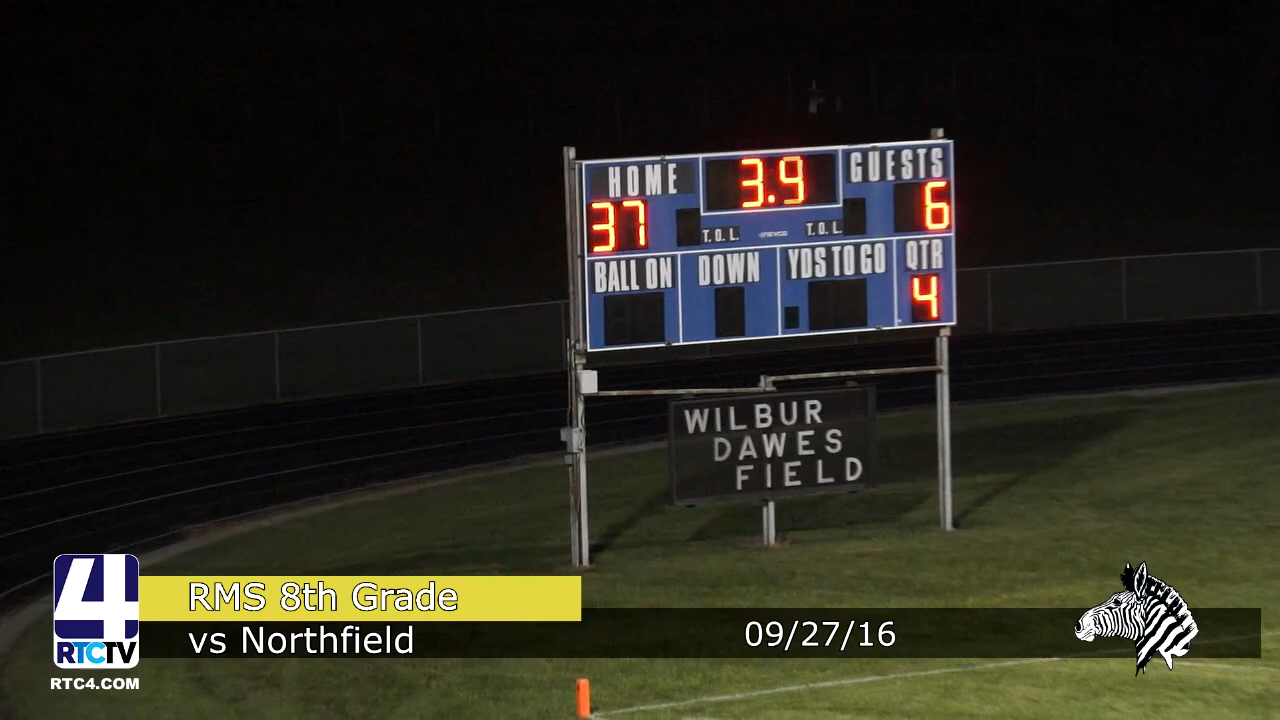 HOME 3.9 GUESTS
37 6
T.O.L. T.O.L.
BALL ON DOWN YDS TO GO QTR
4
WILBUR
DAWES
FIELD
4
RTCTV
RTC4.COM
RMS 8th Grade
vs Northfield
09/27/16